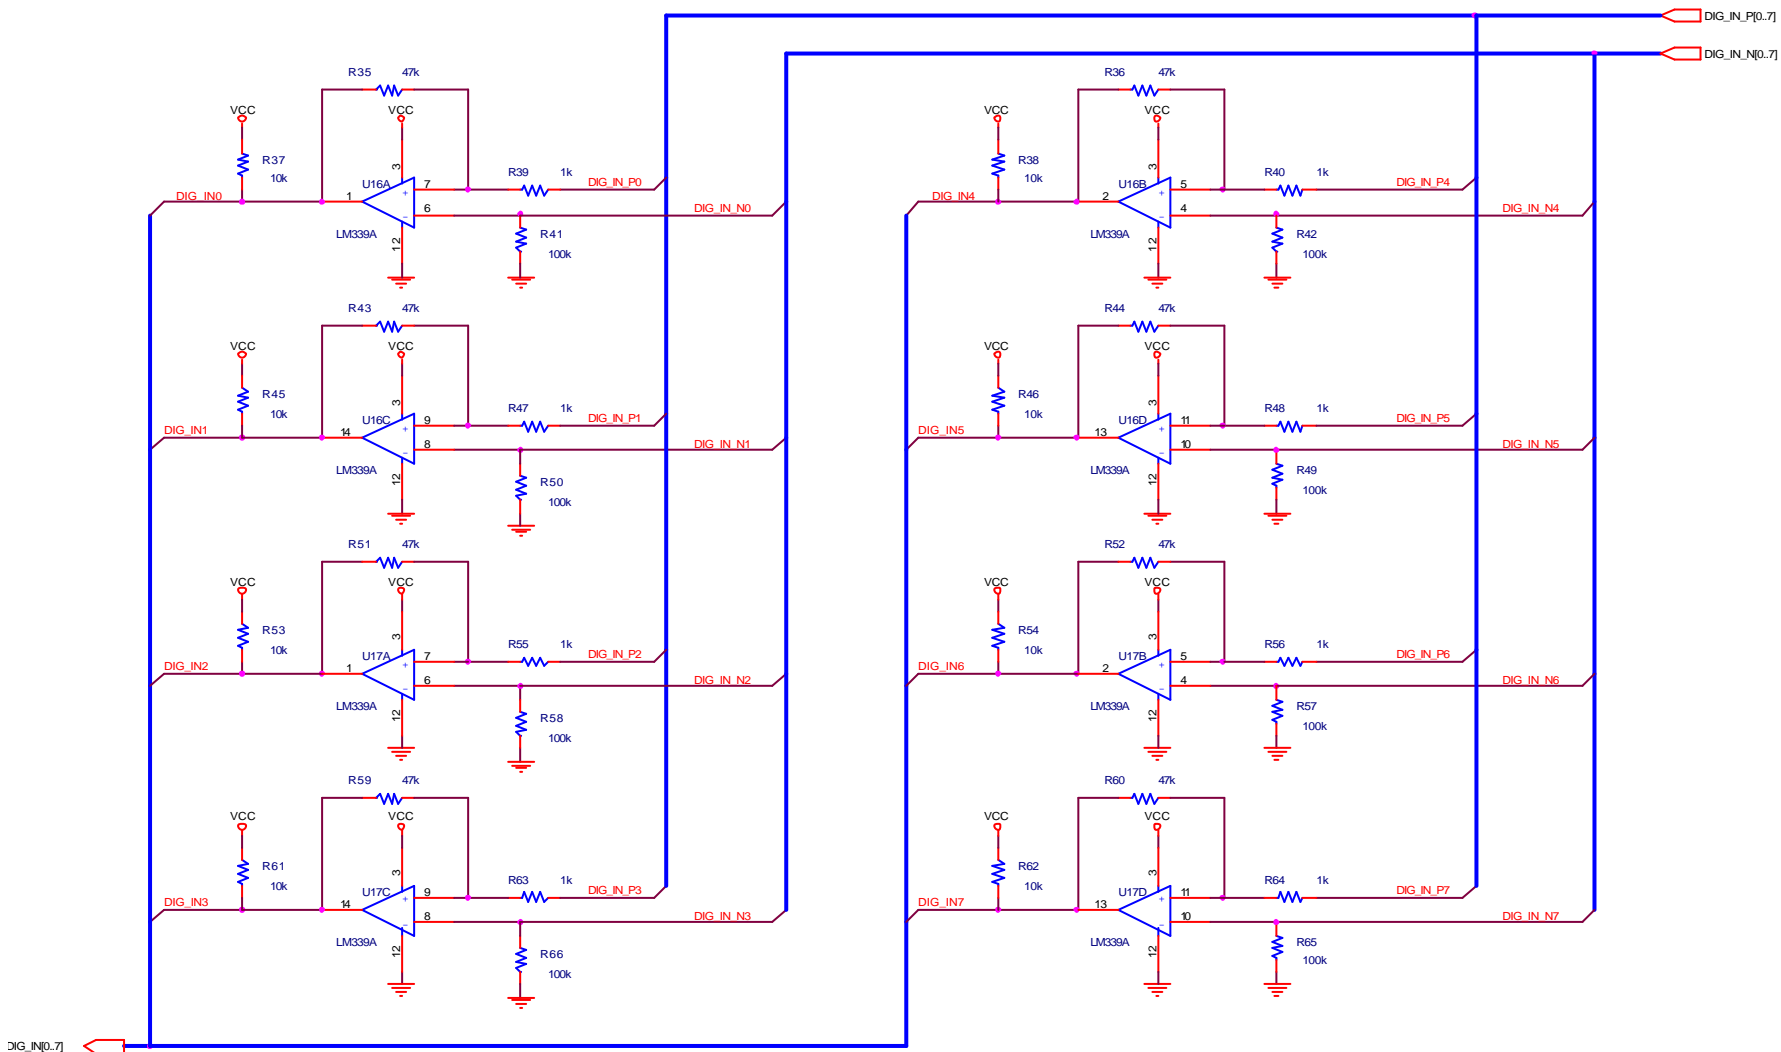 DIG_IN_P[0..7]
DIG_IN_N[0..7]
R35 47k
VCC
VCC
R37
10k
3
U16A
R39 1k
DIG_IN_P0
DIG_IN0
1
7
+
6
-
DIG_IN_N0
LM339A
12
R41
100k
R36 47k
VCC
VCC
R38
10k
3
U16B
R40 1k
DIG_IN_P4
DIG_IN4
2
5
+
4
-
DIG_IN_N4
LM339A
12
R42
100k
R43 47k
VCC
VCC
R45
10k
3
U16C
R47 1k
DIG_IN_P1
DIG_IN1
14
9
+
8
-
DIG_IN_N1
LM339A
12
R50
100k
R44 47k
VCC
VCC
R46
10k
3
U16D
R48 1k
DIG_IN_P5
DIG_IN5
13
11
+
10
-
DIG_IN_N5
LM339A
12
R49
100k
R51 47k
VCC
VCC
R53
10k
3
U17A
R55 1k
DIG_IN_P2
DIG_IN2
1
7
+
6
-
DIG_IN_N2
LM339A
12
R58
100k
R52 47k
VCC
VCC
R54
10k
3
U17B
R56 1k
DIG_IN_P6
DIG_IN6
2
5
+
4
-
DIG_IN_N6
LM339A
12
R57
100k
R59 47k
VCC
VCC
R61
10k
3
U17C
R63 1k
DIG_IN_P3
DIG_IN3
14
9
+
8
-
DIG_IN_N3
LM339A
12
R66
100k
R60 47k
VCC
VCC
R62
10k
3
U17D
R64 1k
DIG_IN_P7
DIG_IN7
13
11
+
10
-
DIG_IN_N7
LM339A
12
R65
100k
DIG_IN[0..7]